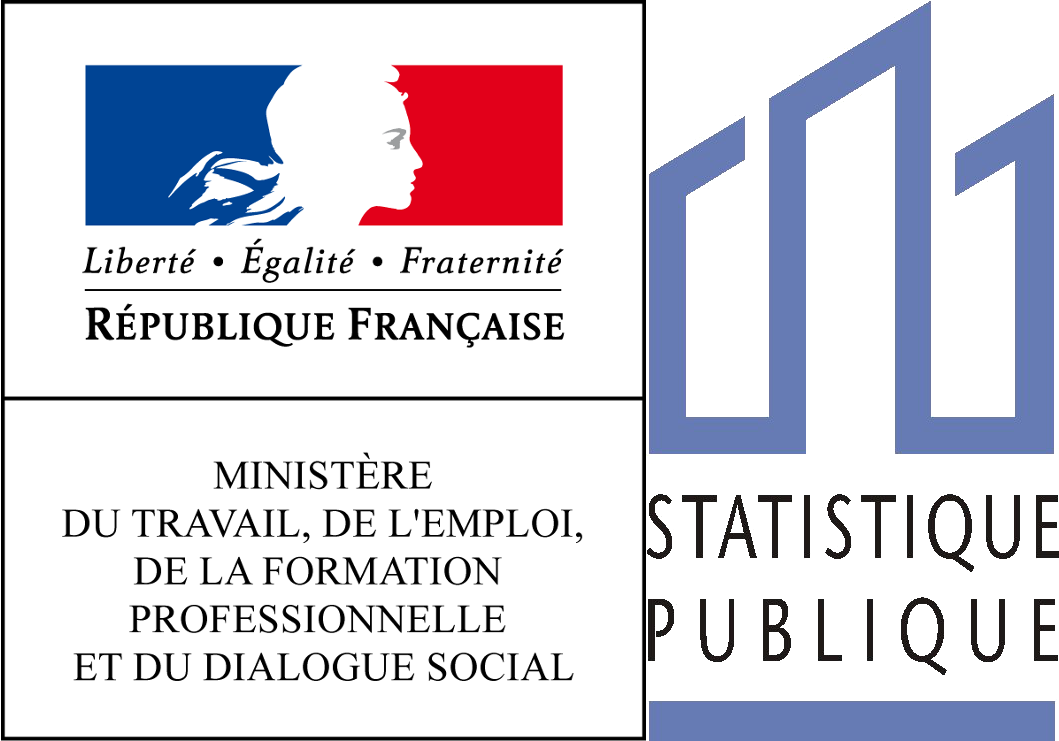 Liberté • Égalité • Fraternité
RÉPUBLIQUE FRANÇAISE
MINISTÈRE
DU TRAVAIL, DE L'EMPLOI,
DE LA FORMATION
PROFESSIONNELLE
ET DU DIALOGUE SOCIAL
STATISTIQUE
PUBLIQUE